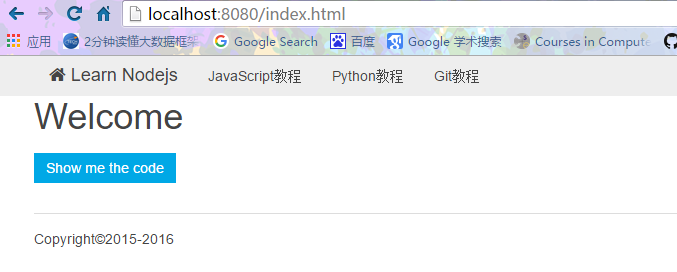 localhost:8080/index.html
应用 2分钟读懂大数据框架 Google Search 百度 Google 学术搜索 Courses in Compute
Learn Nodejs JavaScript教程 Python教程 Git教程
Welcome
Show me the code
Copyright©2015-2016